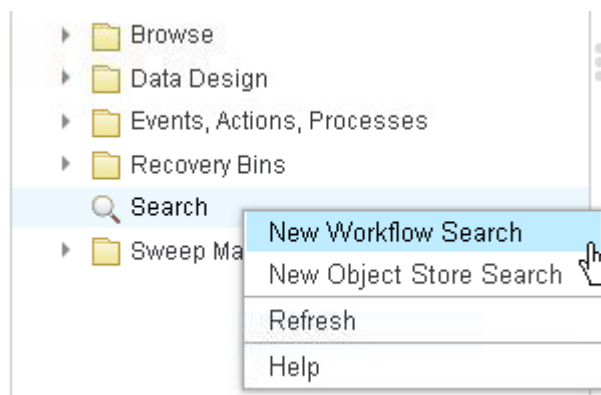 Browse
Data Design
Events, Actions, Processes
Recovery Bins
Search
New Workflow Search
Sweep Ma
New Object Store Search
Refresh
Help